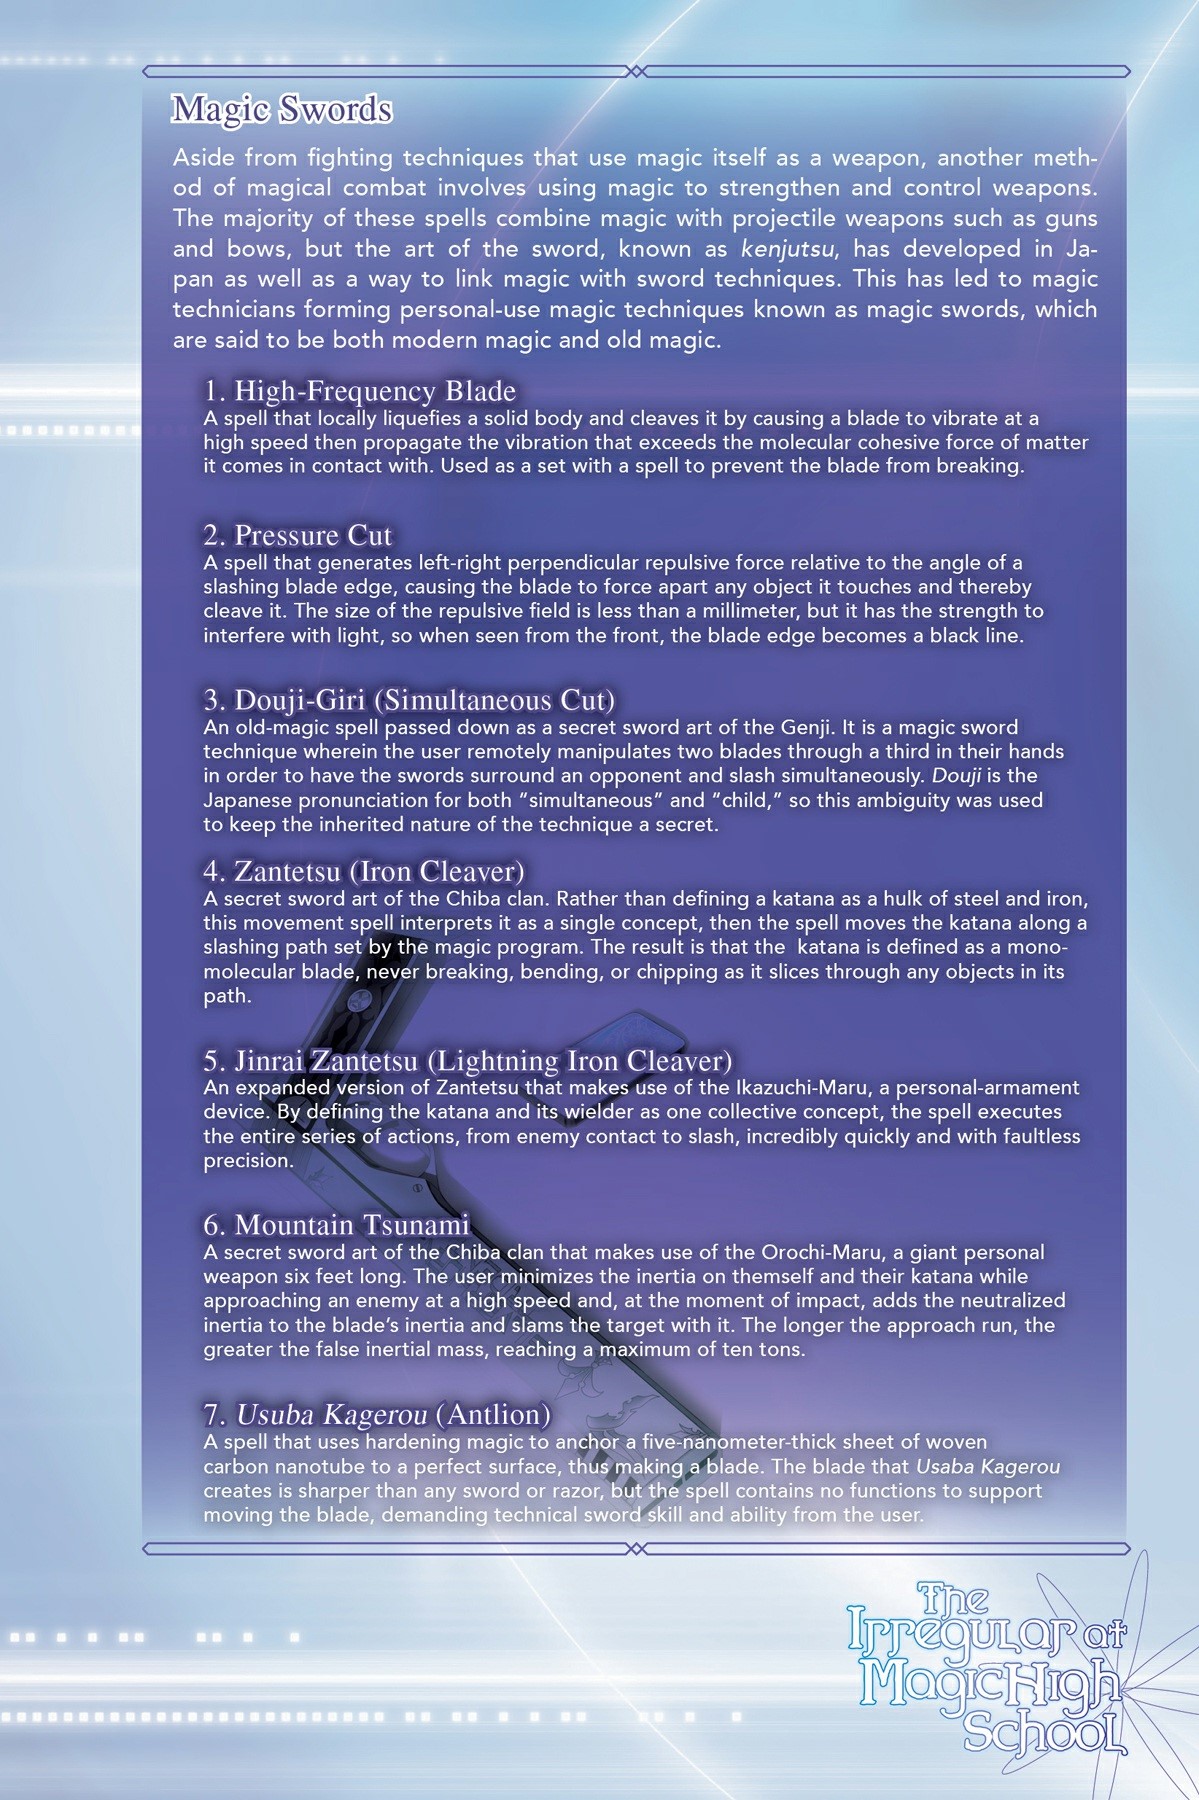 Magic Swords
Aside from fighting techniques that use magic itself as a weapon, another meth-
od of magical combat involves using magic to strengthen and control weapons.
The majority of these spells combine magic with projectile weapons such as guns
and bows, but the art of the sword, known as kenjutsu, has developed in Ja-
pan as well as a way to link magic with sword techniques. This has led to magic
technicians forming personal-use magic techniques known as magic swords, which
are said to be both modern magic and old magic.
1. High-Frequency Blade
A spell that locally liquefies a solid body and cleaves it by causing a blade to vibrate at a
high speed then propagate the vibration that exceeds the molecular cohesive force of matter
it comes in contact with. Used as a set with a spell to prevent the blade from breaking.
2. Pressure Cut
A spell that generates left-right perpendicular repulsive force relative to the angle of a
slashing blade edge, causing the blade to force apart any object it touches and thereby
cleave it. The size of the repulsive field is less than a millimeter, but it has the strength to
interfere with light, so when seen from the front, the blade edge becomes a black line.
3. Douji-Giri (Simultaneous Cut)
An old-magic spell passed down as a secret sword art of the Genji. It is a magic sword
technique wherein the user remotely manipulates two blades through a third in their hands
in order to have the swords surround an opponent and slash simultaneously. Douji is the
Japanese pronunciation for both “simultaneous” and “child,” so this ambiguity was used
to keep the inherited nature of the technique a secret.
4. Zantetsu (Iron Cleaver)
A secret sword art of the Chiba clan. Rather than defining a katana as a hulk of steel and iron,
this movement spell interprets it as a single concept, then the spell moves the katana along a
slashing path set by the magic program. The result is that the katana is defined as a mono-
molecular blade, never breaking, bending, or chipping as it slices through any objects in its
path.
5. Jinrai Zantetsu (Lightning Iron Cleaver)
An expanded version of Zantetsu that makes use of the Ikazuchi-Maru, a personal-armament
device. By defining the katana and its wielder as one collective concept, the spell executes
the entire series of actions, from enemy contact to slash, incredibly quickly and with faultless
precision.
6. Mountain Tsunami
A secret sword art of the Chiba clan that makes use of the Orochi-Maru, a giant personal
weapon six feet long. The user minimizes the inertia on themself and their katana while
approaching an enemy at a high speed and, at the moment of impact, adds the neutralized
inertia to the blade’s inertia and slams the target with it. The longer the approach run, the
greater the false inertial mass, reaching a maximum of ten tons.
7. Usuba Kagerou (Antlion)
A spell that uses hardening magic to anchor a five-nanometer-thick sheet of woven
carbon nanotube to a perfect surface, thus making a blade. The blade that Usaba Kagerou
creates is sharper than any sword or razor, but the spell contains no functions to support
moving the blade, demanding technical sword skill and ability from the user.
The
Irregular at
Magic High
School